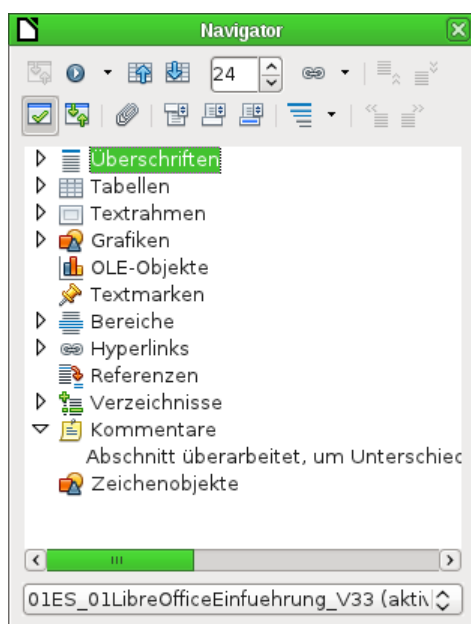 Navigator
24
Überschriften
Tabellen
Textrahmen
Grafiken
OLE-Objekte
Textmarken
Bereiche
Hyperlinks
Referenzen
Verzeichnisse
Kommentare
Abschnitt überarbeitet, um Unterschied
Zeichenobjekte
01ES_01LibreOfficeEinfuehrung_V33 (aktiv